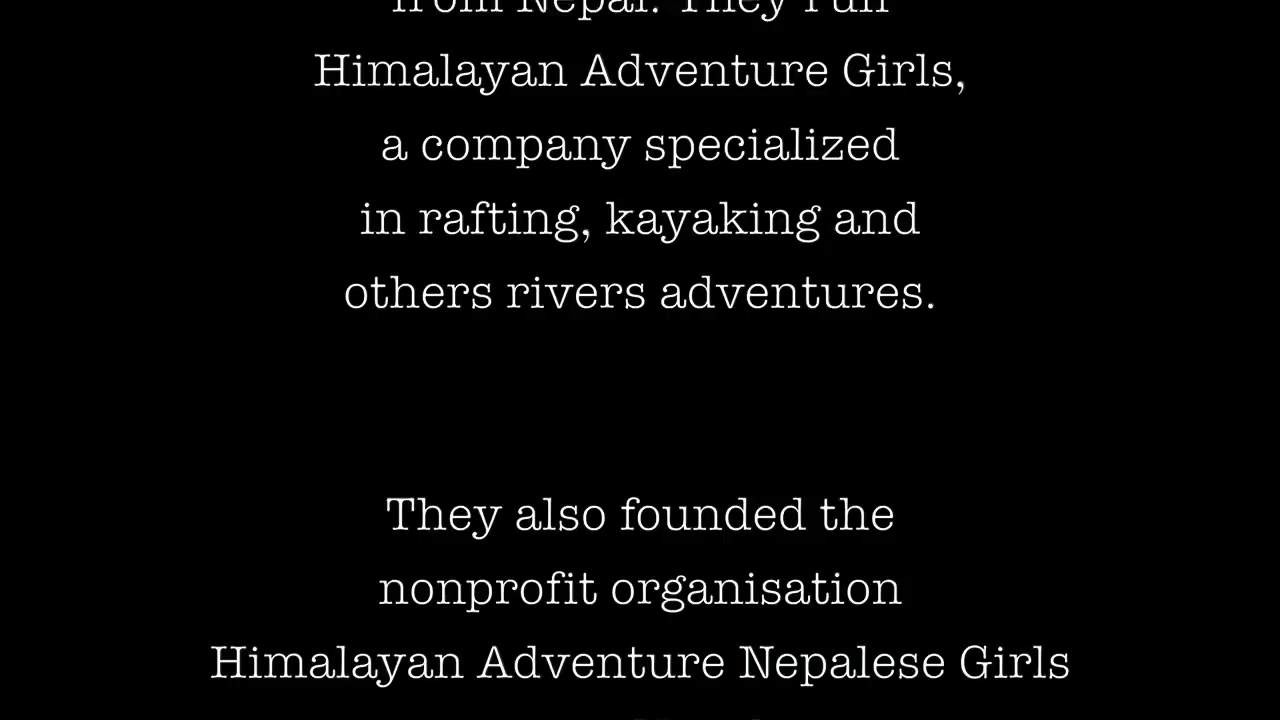 from Nepal. They run
Himalayan Adventure Girls,
a company specialized
in rafting, kayaking and
others rivers adventures.
They also founded the
nonprofit organisation
Himalayan Adventure Nepalese Girls